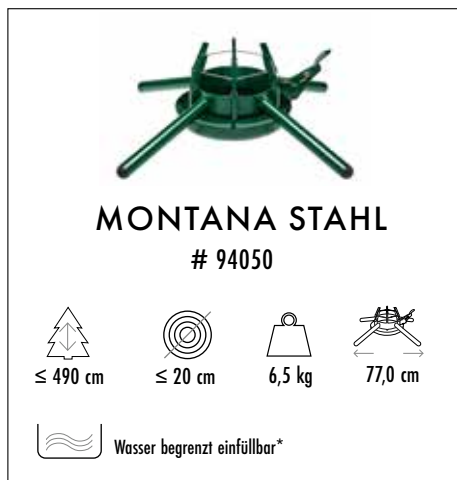 MONTANA STAHL
# 94050
≤ 490 cm ≤ 20 cm 6,5 kg 77,0 cm
Wasser begrenzt einfüllbar*